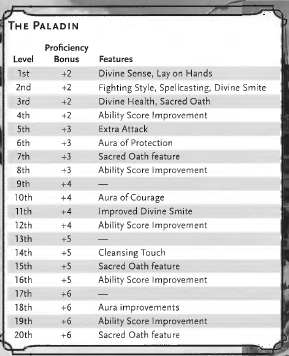 THE PALADIN
Proficiency
Level Bonus Features
1st +2 Divine Sense, Lay on Hands
2nd +2 Fighting Style, Spellcasting, Divine Smite
3rd +2 Divine Health, Sacred Oath
4th +2 Ability Score Improvement
5th +3 Extra Attack
6th +3 Aura of Protection
7th +3 Sacred Oath feature
8th +3 Ability Score Improvement
9th +4 —
10th +4 Aura of Courage
11th +4 Improved Divine Smite
12th +4 Ability Score Improvement
13th +5 —
14th +5 Cleansing Touch
15th +5 Sacred Oath feature
16th +5 Ability Score Improvement
17th +6 —
18th +6 Aura improvements
19th +6 Ability Score Improvement
20th +6 Sacred Oath feature